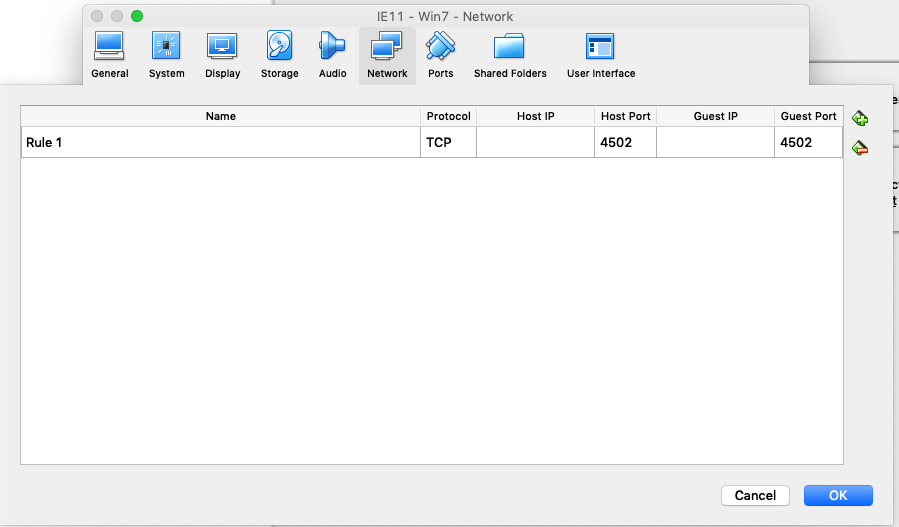 IE11 - Win7 - Network
General System Display Storage Audio Network Ports Shared Folders User Interface
Name Protocol Host IP Host Port Guest IP Guest Port
Rule 1 TCP 4502 4502
Cancel OK